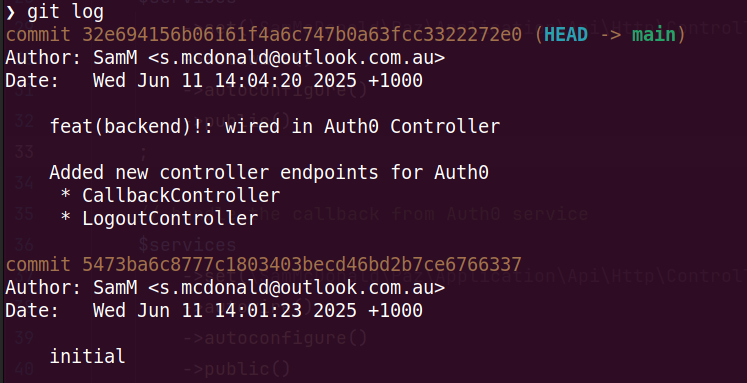 ❯ git log
commit 32e694156b06161f4a6c747b0a63fcc3322272e0 (HEAD -> main)
Author: SamM <s.mcdonald@outlook.com.au>
Date:   Wed Jun 11 14:04:20 2025 +1000
feat(backend)!: wired in Auth0 Controller
Added new controller endpoints for Auth0
* CallbackController
* LogoutController
commit 5473ba6c8777c1803403becd46bd2b7ce6766337
Author: SamM <s.mcdonald@outlook.com.au>
Date:   Wed Jun 11 14:01:23 2025 +1000
initial